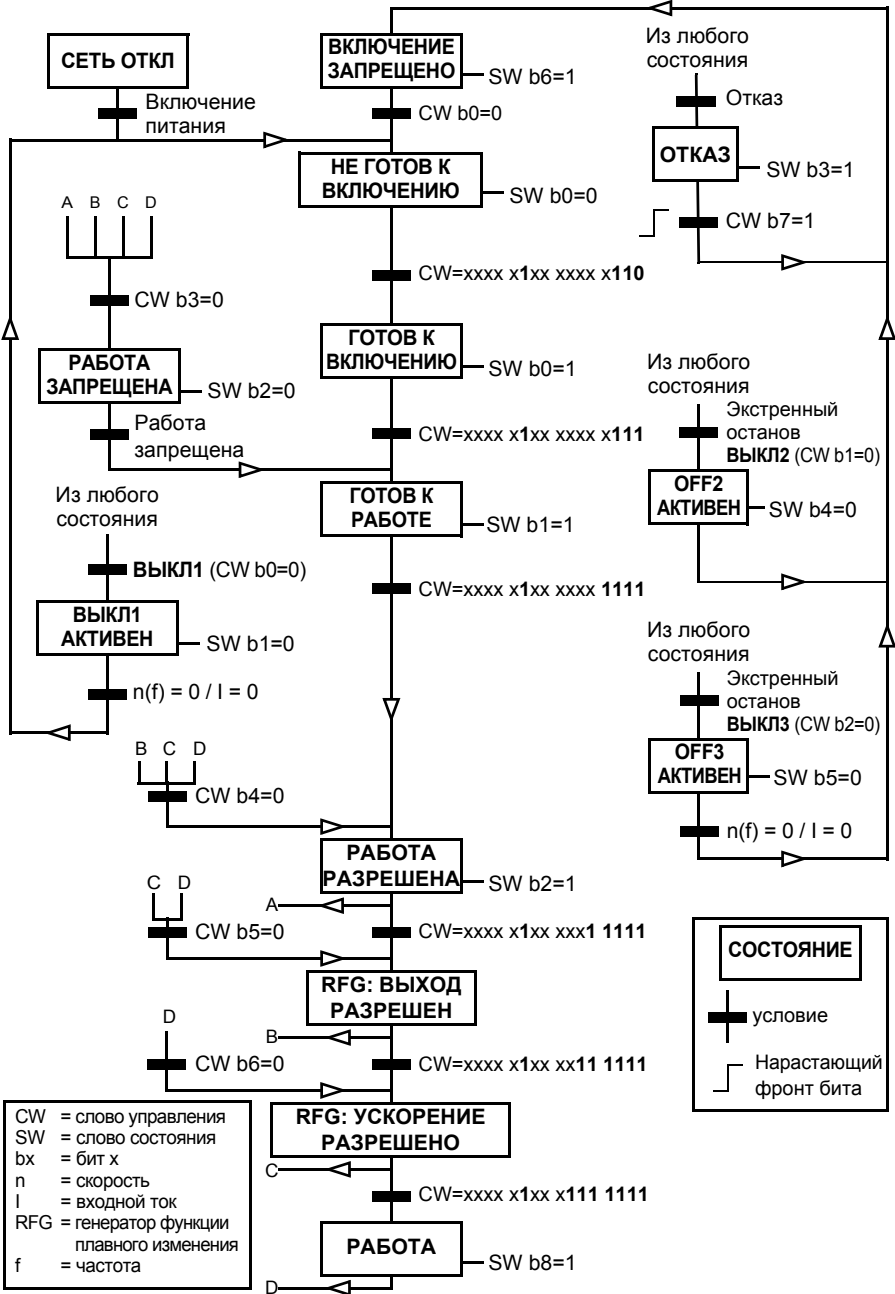 ВКЛЮЧЕНИЕ
ЗАПРЕЩЕНО
SW b6=1
CW b0=0
СЕТЬ ОТКЛ
Включение
питания
НЕ ГОТОВ К
ВКЛЮЧЕНИЮ
SW b0=0
Из любого
состояния
Отказ
ОТКАЗ
SW b3=1
CW b7=1
A B C D
CW b3=0
РАБОТА
ЗАПРЕЩЕНА
SW b2=0
Работа
запрещена
CW=xxxx x1xx xxxx x110
ГОТОВ К
ВКЛЮЧЕНИЮ
SW b0=1
CW=xxxx x1xx xxxx x111
ГОТОВ К
РАБОТЕ
SW b1=1
CW=xxxx x1xx xxxx 1111
Из любого
состояния
Экстренный
останов
ВЫКЛ2 (CW b1=0)
OFF2
АКТИВЕН
SW b4=0
Из любого
состояния
ВЫКЛ1 (CW b0=0)
ВЫКЛ1
АКТИВЕН
SW b1=0
n(f) = 0 / I = 0
Из любого
состояния
Экстренный
останов
ВЫКЛ3 (CW b2=0)
OFF3
АКТИВЕН
SW b5=0
n(f) = 0 / I = 0
B C D
CW b4=0
РАБОТА
РАЗРЕШЕНА
SW b2=1
A
C D
CW b5=0
CW=xxxx x1xx xxx1 1111
RFG: ВЫХОД
РАЗРЕШЕН
B
D
CW b6=0
CW=xxxx x1xx xx11 1111
RFG: УСКОРЕНИЕ
РАЗРЕШЕНО
C
CW=xxxx x1xx x111 1111
РАБОТА
SW b8=1
D
СОСТОЯНИЕ
условие
Нарастающий
фронт бита
CW = слово управления
SW = слово состояния
bx = бит x
n = скорость
I = входной ток
RFG = генератор функции
плавного изменения
f = частота